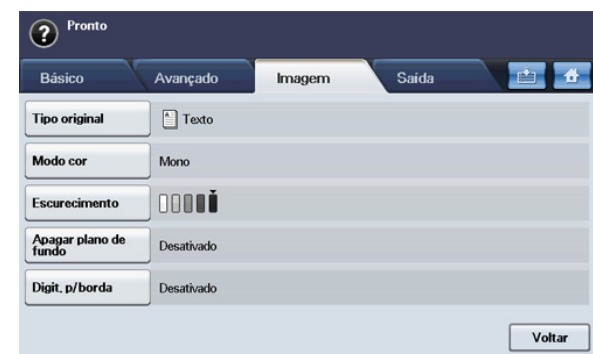 Pronto
Básico Avançado Imagem Saída
Tipo original Texto
Modo cor Mono
Escurecimento
Apagar plano de
fundo Desativado
Digit. p/borda Desativado
Voltar